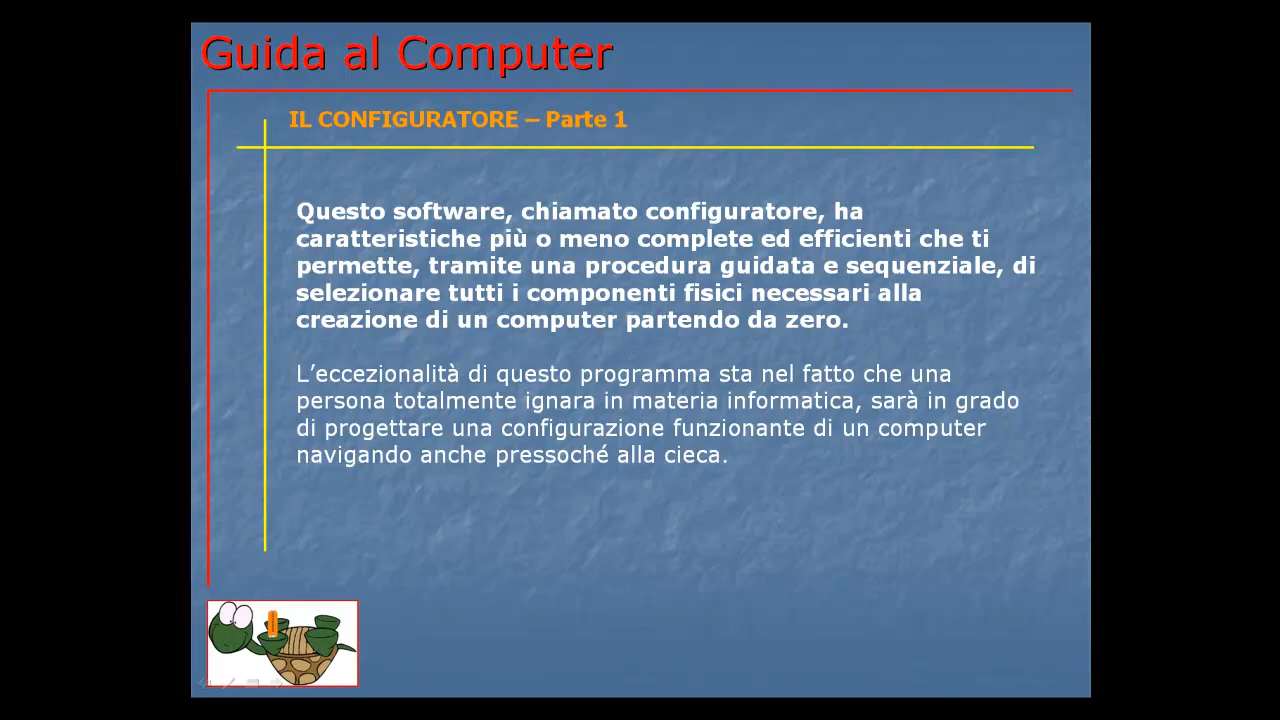 Guida al Computer
IL CONFIGURATORE – Parte 1
Questo software, chiamato configuratore, ha
caratteristiche più o meno complete ed efficienti che ti
permette, tramite una procedura guidata e sequenziale, di
selezionare tutti i componenti fisici necessari alla
creazione di un computer partendo da zero.
L’eccezionalità di questo programma sta nel fatto che una
persona totalmente ignara in materia informatica, sarà in grado
di progettare una configurazione funzionante di un computer
navigando anche pressoché alla cieca.